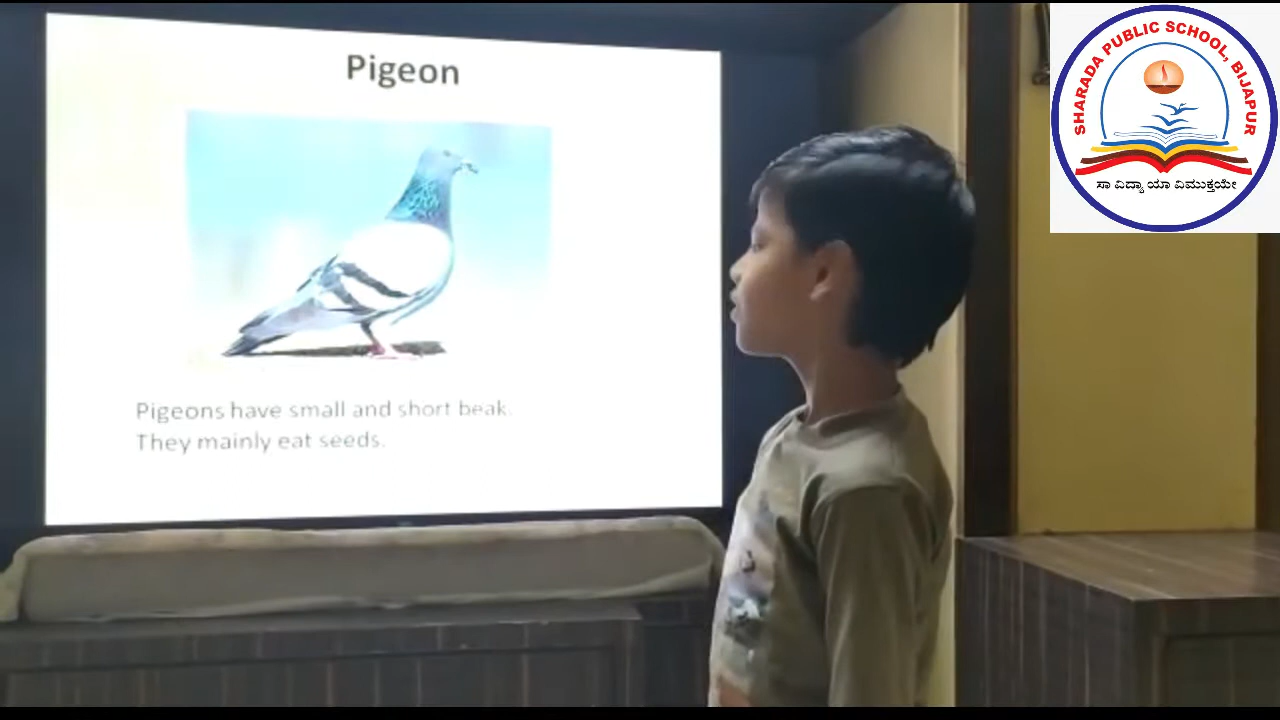 Pigeon
Pigeons have small and short beak.
They mainly eat seeds.
SHARADA PUBLIC SCHOOL, BIJAPUR
ಸಾ ವಿದ್ಯಾ ಯಾ ವಿಮುಕ್ತಯೇ